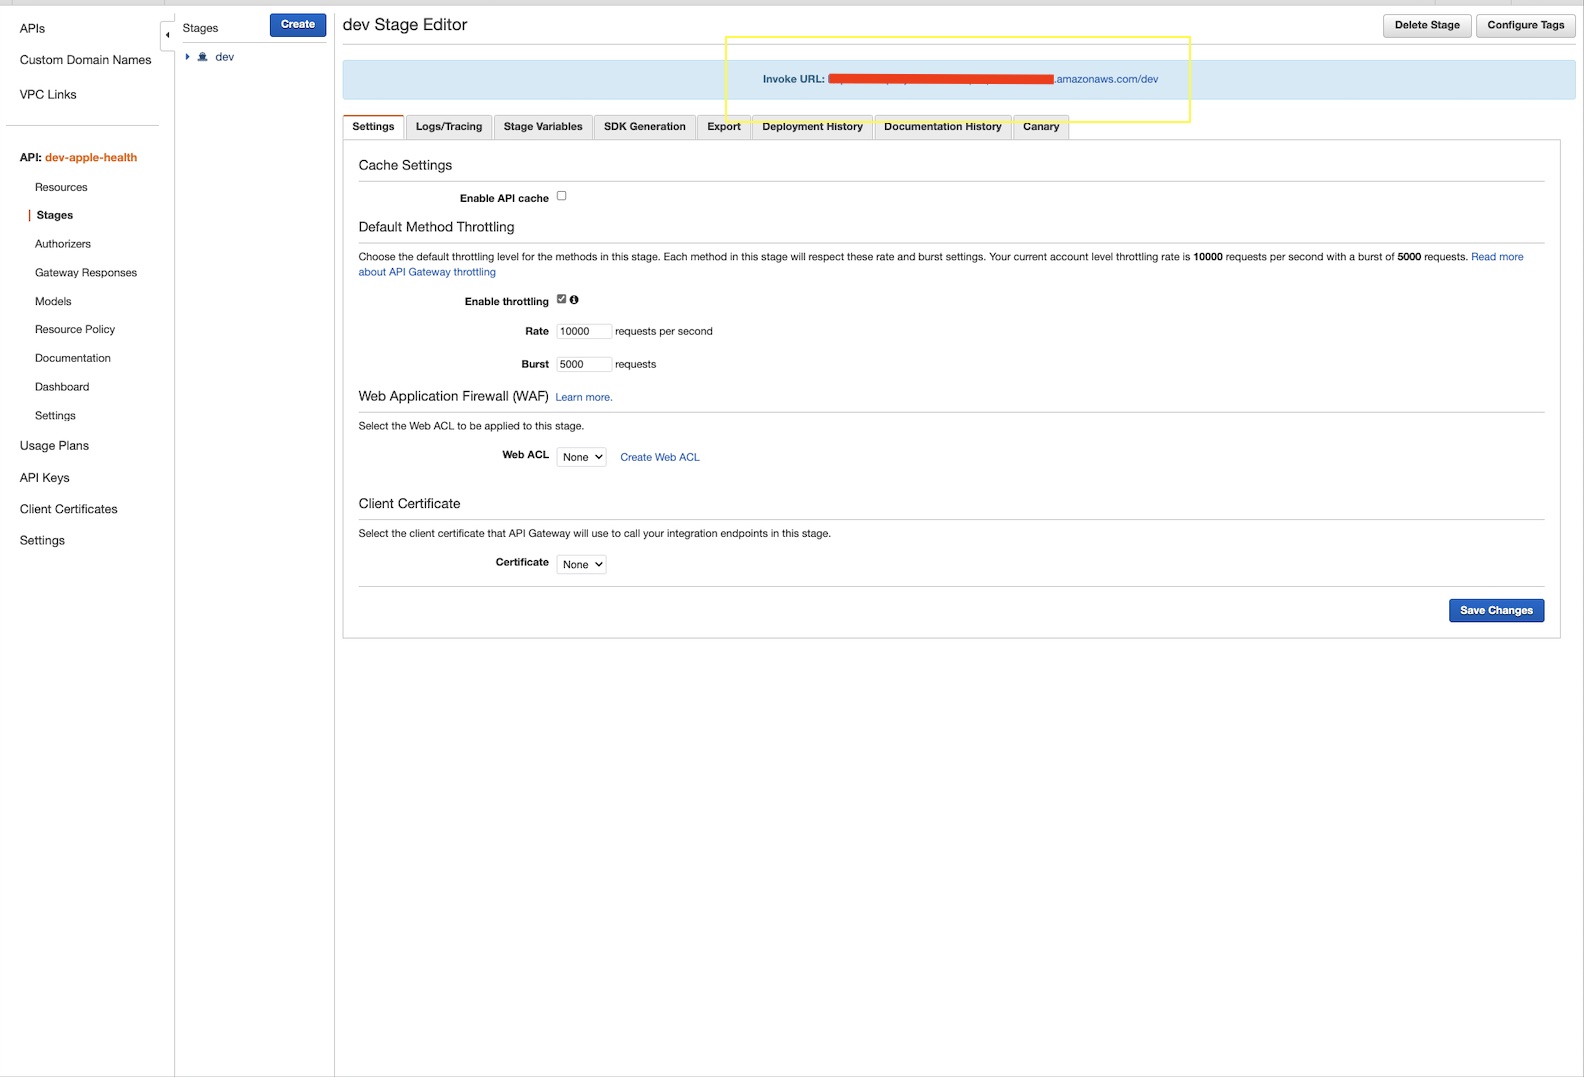 APIs
Custom Domain Names
VPC Links
API: dev-apple-health
Resources
Stages
Authorizers
Gateway Responses
Models
Resource Policy
Documentation
Dashboard
Settings
Usage Plans
API Keys
Client Certificates
Settings
Stages
Create
dev
dev Stage Editor
Delete Stage
Configure Tags
Invoke URL: .amazonaws.com/dev
Settings
Logs/Tracing
Stage Variables
SDK Generation
Export
Deployment History
Documentation History
Canary
Cache Settings
Enable API cache
Default Method Throttling
Choose the default throttling level for the methods in this stage. Each method in this stage will respect these rate and burst settings. Your current account level throttling rate is 10000 requests per second with a burst of 5000 requests. Read more
about API Gateway throttling
Enable throttling
Rate 10000 requests per second
Burst 5000 requests
Web Application Firewall (WAF) Learn more.
Select the Web ACL to be applied to this stage.
Web ACL None Create Web ACL
Client Certificate
Select the client certificate that API Gateway will use to call your integration endpoints in this stage.
Certificate None
Save Changes